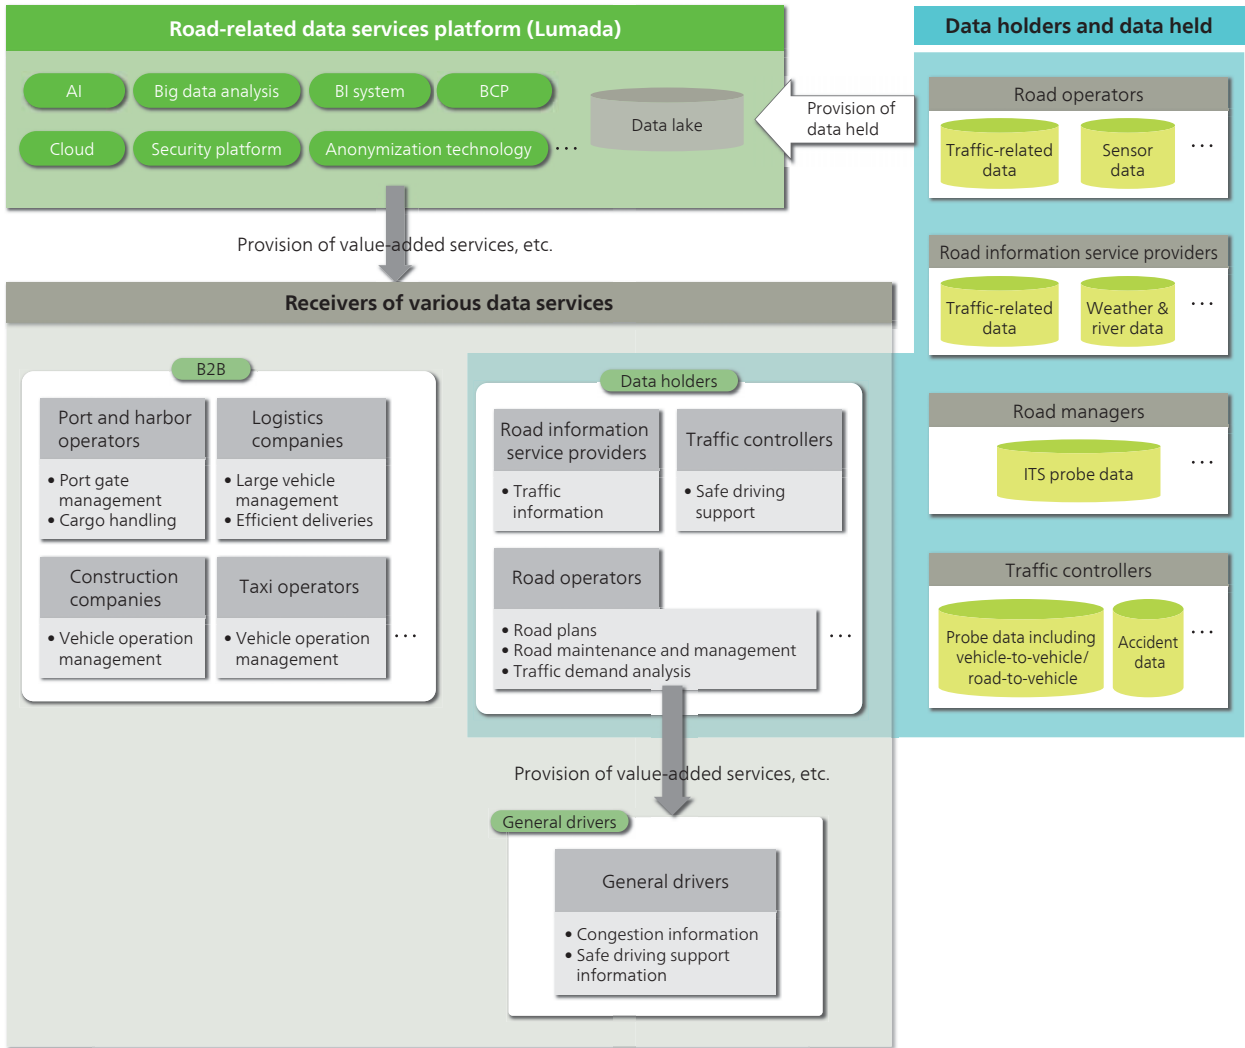 Road-related data services platform (Lumada)
AI
Big data analysis
BI system
BCP
Cloud
Security platform
Anonymization technology
...
Data lake
Provision of
data held
Data holders and data held
Road operators
Traffic-related
data
Sensor
data
...
Road information service providers
Traffic-related
data
Weather &
river data
...
Road managers
ITS probe data
...
Traffic controllers
Probe data including
vehicle-to-vehicle/
road-to-vehicle
Accident
data
...
Provision of value-added services, etc.
Receivers of various data services
B2B
Port and harbor
operators
• Port gate
management
• Cargo handling
Logistics
companies
• Large vehicle
management
• Efficient deliveries
Construction
companies
• Vehicle operation
management
Taxi operators
• Vehicle operation
management
...
Data holders
Road information
service providers
• Traffic
information
Traffic controllers
• Safe driving
support
Road operators
• Road plans
• Road maintenance and management
• Traffic demand analysis
...
Provision of value-added services, etc.
General drivers
General drivers
• Congestion information
• Safe driving support
information